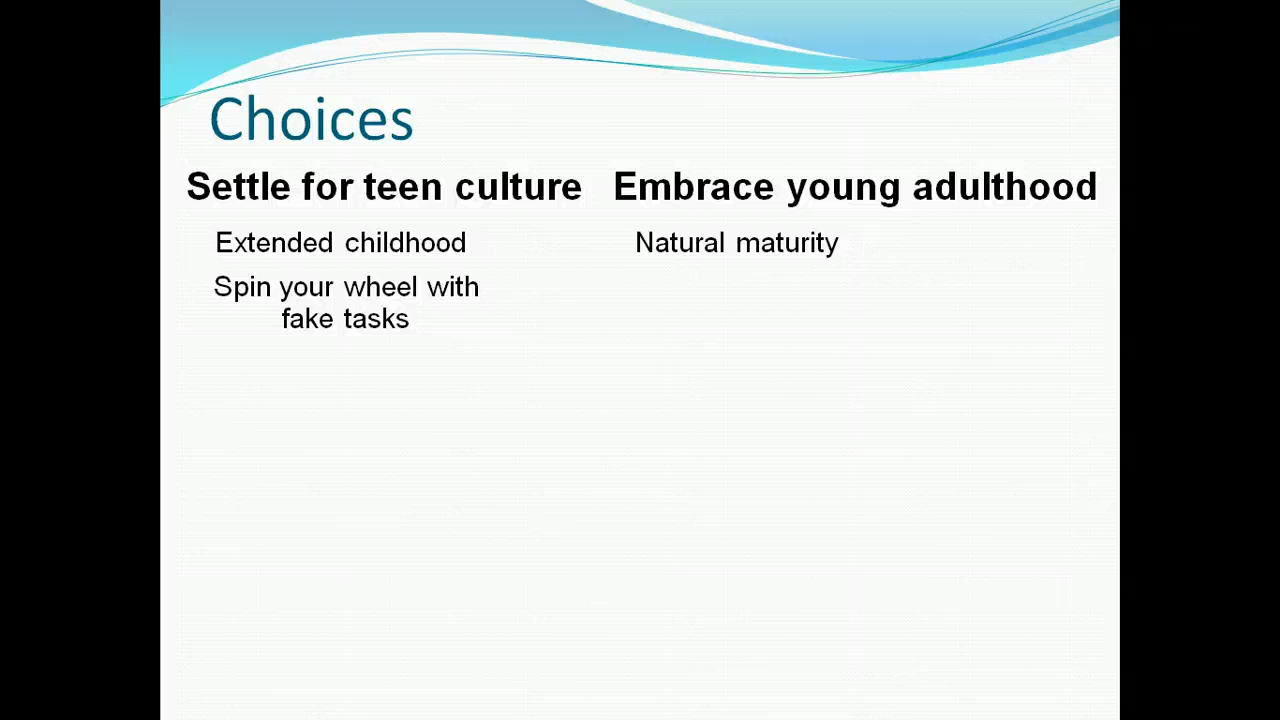 Choices
Settle for teen culture
Embrace young adulthood
Extended childhood
Natural maturity
Spin your wheel with
fake tasks